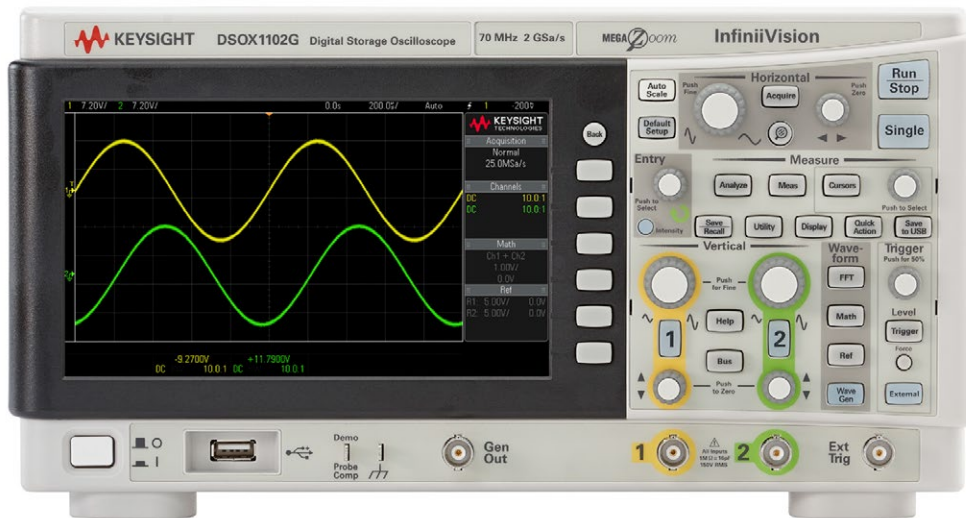 KEYSIGHT DSOX1102G Digital Storage Oscilloscope 70 MHz 2 GSa/s MEGA Zoom InfiniiVision
1 7.20V/ 2 7.20V/ 0.0s Auto 1
KEYSIGHT
TECHNOLOGIES
Acquisition
Normal
25.0MSa/s
Channels
DC 10.0:1
DC 10.0:1
Math
Ch1 + Ch2
1.00V/
0.0V
Ref
R1: 5.00V/ 0.0V
R2: 5.00V/ 0.0V
-9.2700V +11.7900V
DC 10.0:1 DC 10.0:1
Back
Auto
Scale
Default
Setup
Horizontal
Push
Fine
Acquire
Push
Zero
Run
Stop
Single
Entry
Push to
Select
Intensity
Measure
Analyze
Meas
Cursors
Push to Select
Save
Recall
Utility
Display
Quick
Action
Save
to USB
Vertical
Push
for Fine
1
2
Help
Bus
Push
to Zero
Wave-
form
FFT
Math
Ref
Wave
Gen
Trigger
Push for 50%
Level
Trigger
Force
External
O
I
Demo
Probe
Comp
Gen
Out
1
All Inputs
1MΩ ± 16pF
150V RMS
2
Ext
Trig